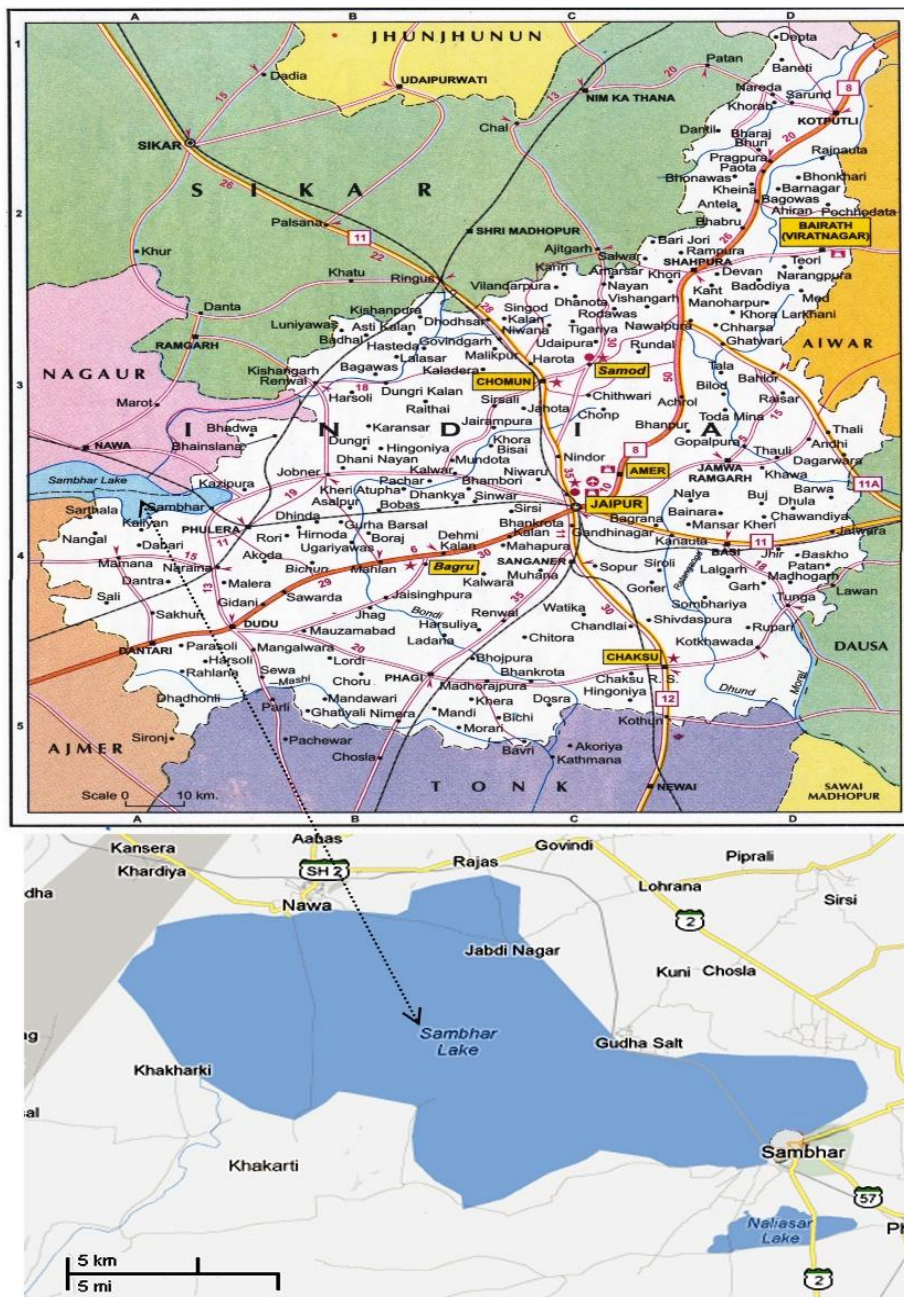 A B C D
JHUNJHUNUN
Depta
Baneti
Patan
Dadia
UDAIPURWATI
NIM KA THANA
Nareda
Sarund
Khorab
KOTPUTLI
Chal
Dantil
Bharaj
Bhuri
SIKAR
Pragpura
Rajnauta
Paota
Bhonawas
Bhonkhari
Kheina
Barnagar
SIKAR
Bagowas
Antela
Ahiran
Pochhodata
Palsana
Bhabru
BAIRATH
(VIRATNAGAR)
SHRI MADHOPUR
Bari Jori
Khur
Ajitgarh
Salwar
Rampura
SHAHPURA
Teori
Kariri
Amarsar
Khori
Devan
Narangpura
Khatu
Ringus
Vilandarpura
Nayan
Kant
Badodiya
Danta
Kishanpura
Singod
Dhanota
Vishangarh
Manoharpur
Med
Luniyawas
Asti Kalan
Dhodhsar
Kalan
Rodawas
Khora Larkhani
Badhal
Niwana
Tiganya
Nawalpura
Chharsa
RAMGARH
Hasteda
Govindgarh
Udaipura
Ghatwari
AIWAR
Lalasar
Malikpur
Harota
Rundal
NAGAUR
Kishangarh
Renwal
Bagawas
Kaladera
CHOMUN
Samod
Tala
Bahlor
Bilod
Marot
Harsoli
Dungri Kalan
Sirsali
Chithwari
Achrol
Raisar
Raithal
Jahota
Chonp
Toda Mina
INDIA
Bhadwa
Karansar
Jairampura
Bhanpur
Thali
NAWA
Bhainslana
Dungri
Hingoniya
Khora
Bisai
Nindor
Gopalpura
Thauli
Andhi
Dhani Nayan
Mundota
Dagarwara
Sambhar Lake
Jobner
Kalwar
Niwaru
AMER
JAMWA
RAMGARH
Khawa
Kazipura
Kheri
Atupha
Pachar
Bhambori
Nalya
Buj
Barwa
Sarthala
Sambhar
Asalpur
Bobas
Dhankya
Sinwar
Sirsi
JAIPUR
Bainara
Dhula
Kaliyan
PHULERA
Dhinda
Gurha Barsal
Bhankrota
Bagrana
Chawandiya
Nangal
Dabari
Hirnoda
Dehmi
Kalan
Kalan
Gandhinagar
Mansar Kheri
Jatwara
Rori
Ugariyawas
Boraj
Mahapura
Kanauta
BASI
Akoda
SANGANER
Jhir
Baskho
Mamana
Naraina
Bichun
Mahlan
Bagru
Muhana
Sopur
Siroli
Lalgarh
Patan
Dantra
Malera
Kalwara
Goner
Garh
Madhogarh
Sali
Gidani
Sawarda
Jaisinghpura
Lawan
Sakhun
Jhag
Bondi
Renwal
Watika
Sombhariya
Tunga
DUDU
Mauzamabad
Harsuliya
Chandlai
Shivdaspura
Rupari
DANTARI
Parasoli
Mangalwara
Ladana
Chitora
Kotkhawada
DAUSA
Harsoli
Lordi
Bhojpura
CHAKSU
Rahlana
Sewa
Choru
PHAGI
Bhankrota
Chaksu R. S.
Mashi
Madhorajpura
Hingoniya
Dhund
Morel
Dhadhonli
Mandawari
Khera
Dosra
Parli
Ghatiyali
Nimera
Mandi
Bichi
Kothun
Sironj
Morari
Pachewar
Bavri
Akoriya
Chosla
Kathmana
AJMER
TONK
NEWAI
SAWAI
MADHOPUR
Scale 0 10 km.
A B C D
Kansera
Khardiya
SH 2
Rajas
Govindi
Piprali
Nawa
Lohrana
Sirsi
2
Jabdi Nagar
Kuni
Chosla
Sambhar
Lake
Gudha Salt
Khakharki
Sambhar
Khakarti
57
Naliasar
Lake
5 km
5 mi
2